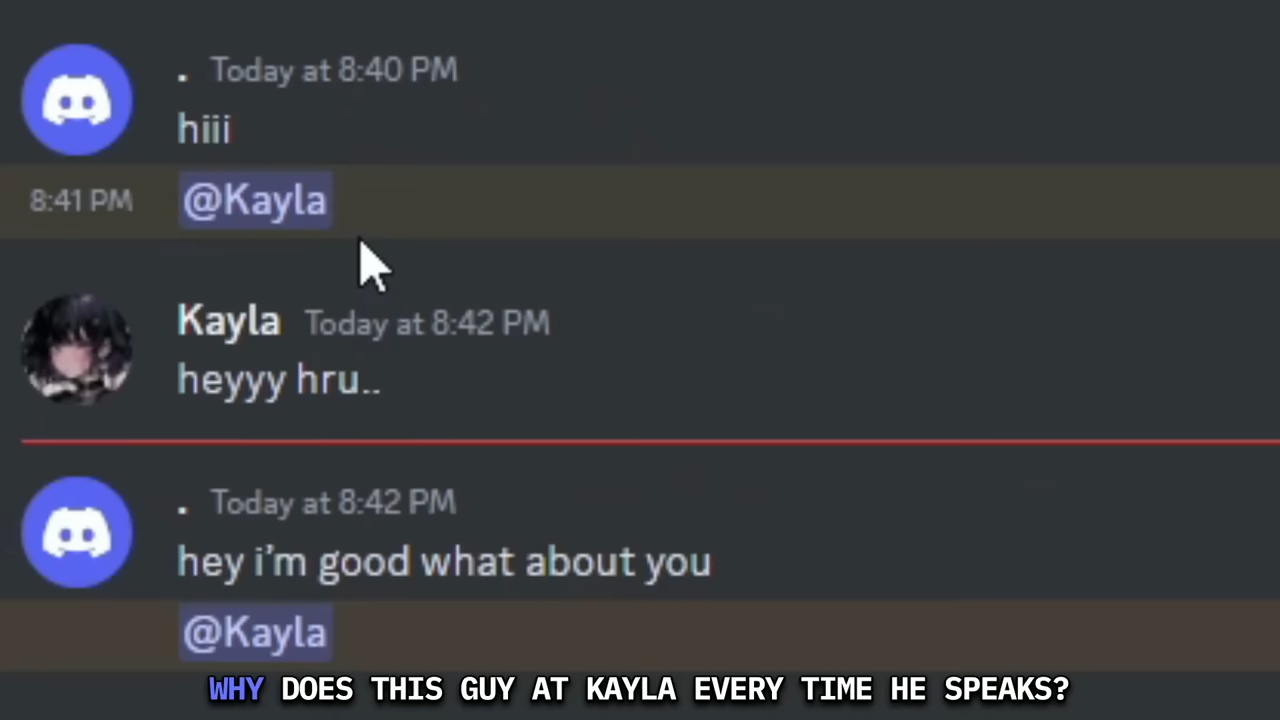 . Today at 8:40 PM
hiii
8:41 PM @Kayla
Kayla Today at 8:42 PM
heyyy hru..
. Today at 8:42 PM
hey i'm good what about you
@Kayla
WHY DOES THIS GUY AT KAYLA EVERY TIME HE SPEAKS?